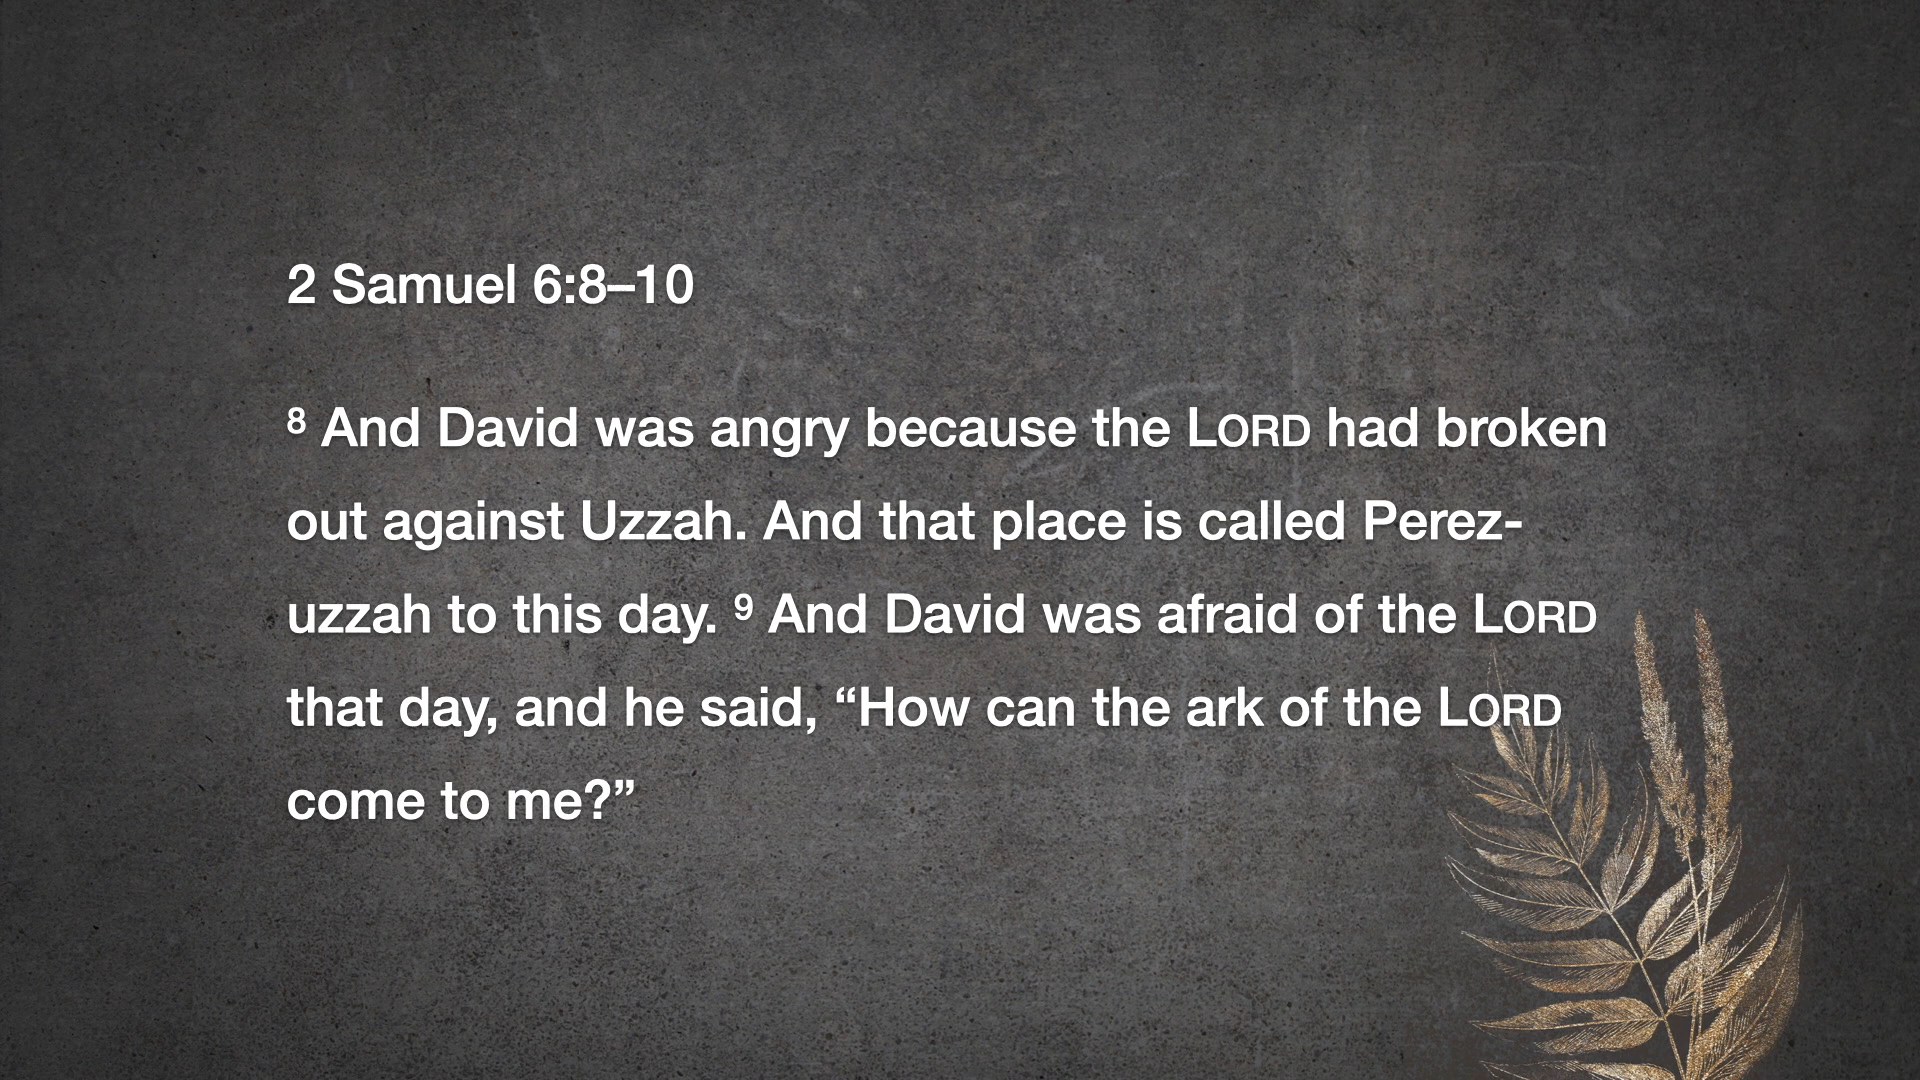 2 Samuel 6:8–10
8 And David was angry because the LORD had broken
out against Uzzah. And that place is called Perez-
uzzah to this day. 9 And David was afraid of the LORD
that day, and he said, “How can the ark of the LORD
come to me?”